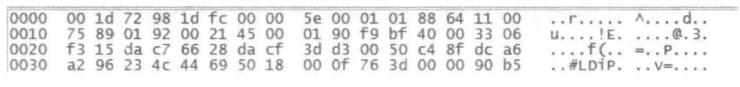 0000 00 1d 72 98 1d fc 00 00 5e 00 01 01 88 64 11 00 ..r..... ^....d..
0010 75 89 01 92 00 21 45 00 01 90 f9 bf 40 00 33 06 u....!E. ....@.3.
0020 f3 15 da c7 66 28 da cf 3d d3 00 50 c4 8f dc a6 ....f(.. =..P....
0030 a2 96 23 4c 44 69 50 18 00 0f 76 3d 00 00 90 b5 ..#LDiP. ..v=....